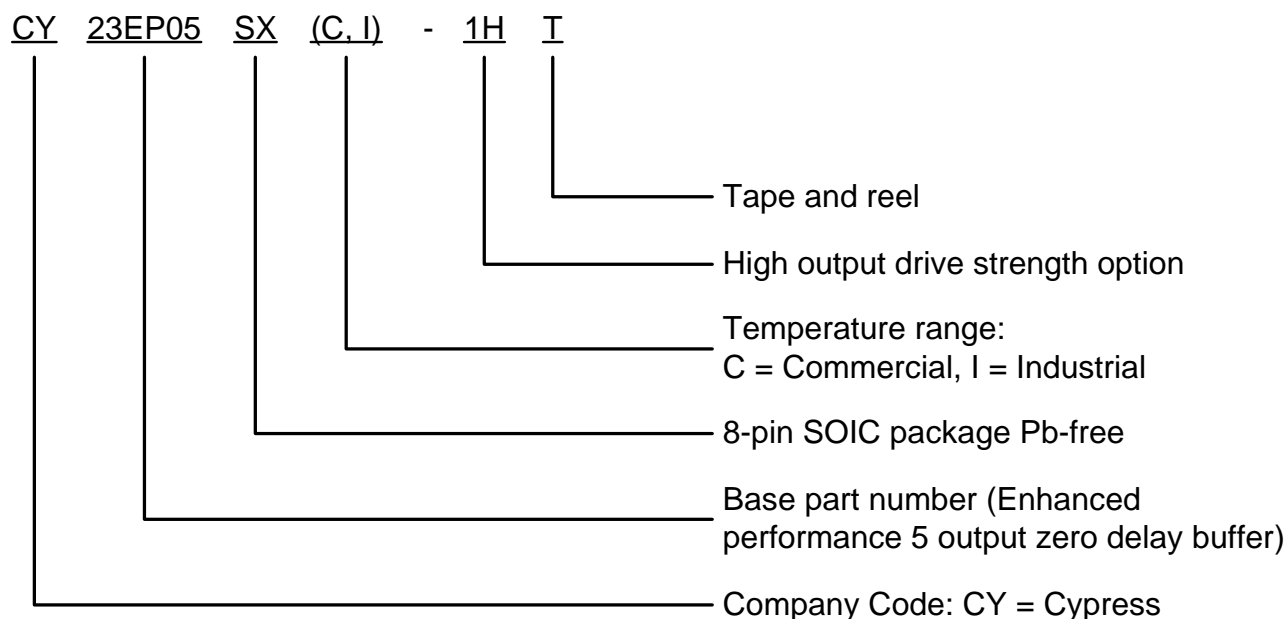 CY 23EP05 SX (C, I) - 1H T
Tape and reel
High output drive strength option
Temperature range:
C = Commercial, I = Industrial
8-pin SOIC package Pb-free
Base part number (Enhanced
performance 5 output zero delay buffer)
Company Code: CY = Cypress